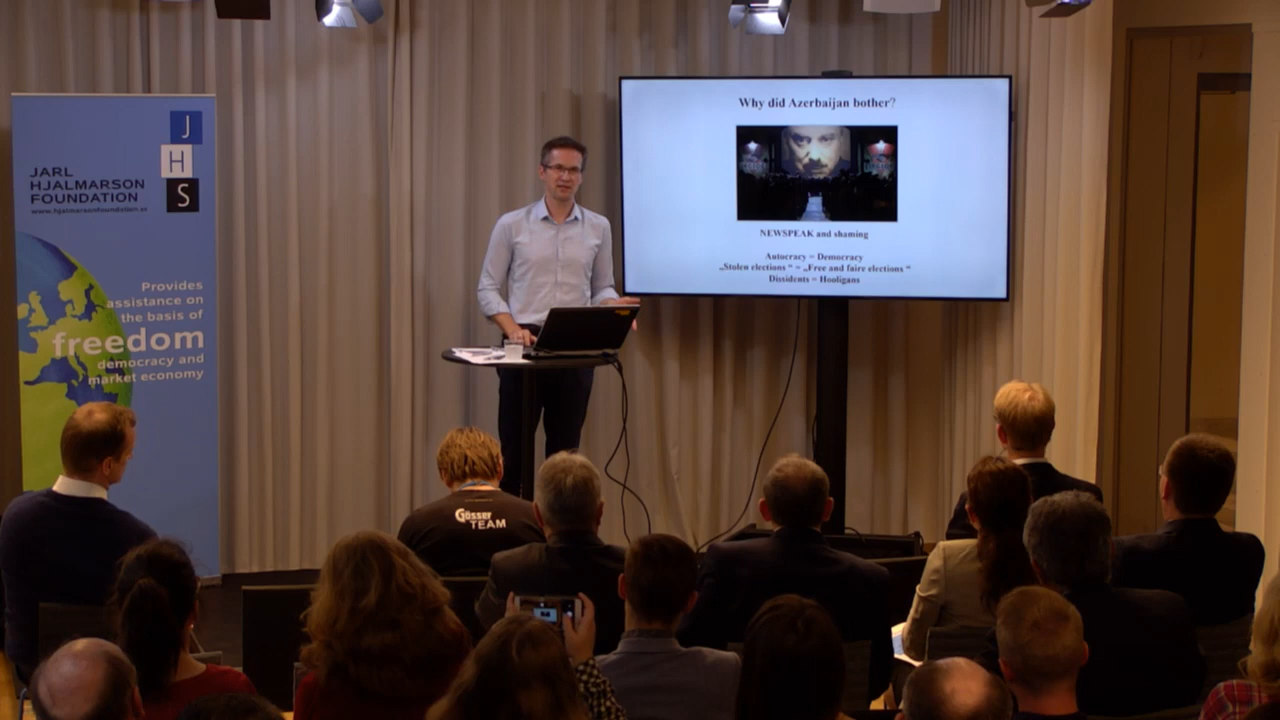 J
H
S
JARL
HJALMARSON
FOUNDATION
www.hjalmarsonfoundation.se
Provides
assistance on
the basis of
freedom
democracy and
market economy
Why did Azerbaijan bother?
NEWSPEAK and shaming
Autocracy = Democracy
„Stolen elections “ = „Free and faire elections “
Dissidents = Hooligans
Gösser
TEAM